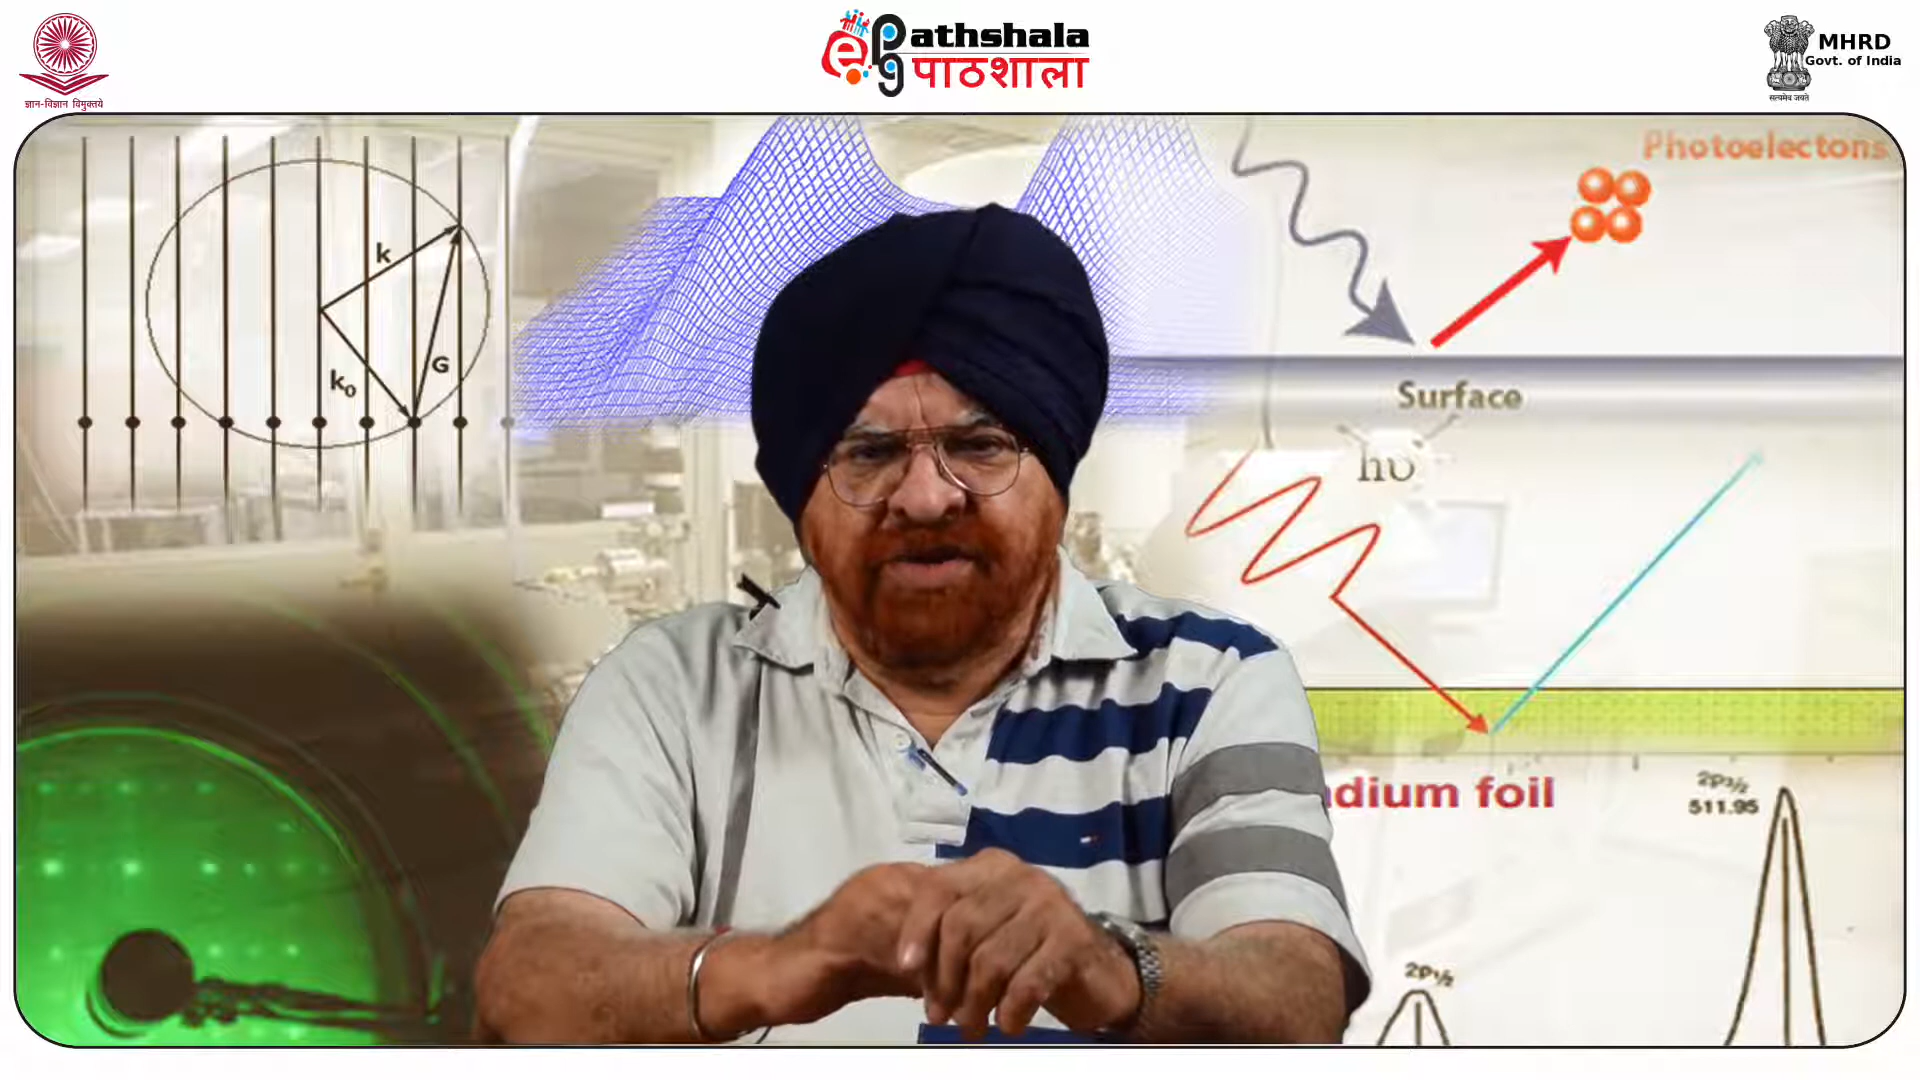 ज्ञान-विज्ञान विमुक्तये
ePathshala
पाठशाला
MHRD
Govt. of India
सत्यमेव जयते
Photoelectons
k
k₀
G
Surface
hυ
dium foil
2p3/2
511.95
2p1/2